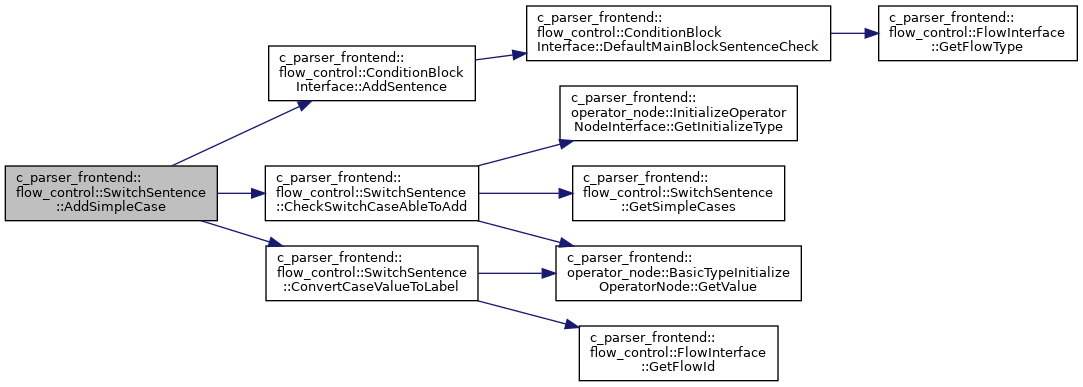 c_parser_frontend::
flow_control::SwitchSentence
::AddSimpleCase
c_parser_frontend::
flow_control::ConditionBlock
Interface::AddSentence
c_parser_frontend::
flow_control::ConditionBlock
Interface::DefaultMainBlockSentenceCheck
c_parser_frontend::
flow_control::FlowInterface
::GetFlowType
c_parser_frontend::
flow_control::SwitchSentence
::CheckSwitchCaseAbleToAdd
c_parser_frontend::
operator_node::InitializeOperator
NodeInterface::GetInitializeType
c_parser_frontend::
flow_control::SwitchSentence
::GetSimpleCases
c_parser_frontend::
operator_node::BasicTypeInitialize
OperatorNode::GetValue
c_parser_frontend::
flow_control::SwitchSentence
::ConvertCaseValueToLabel
c_parser_frontend::
flow_control::FlowInterface
::GetFlowId